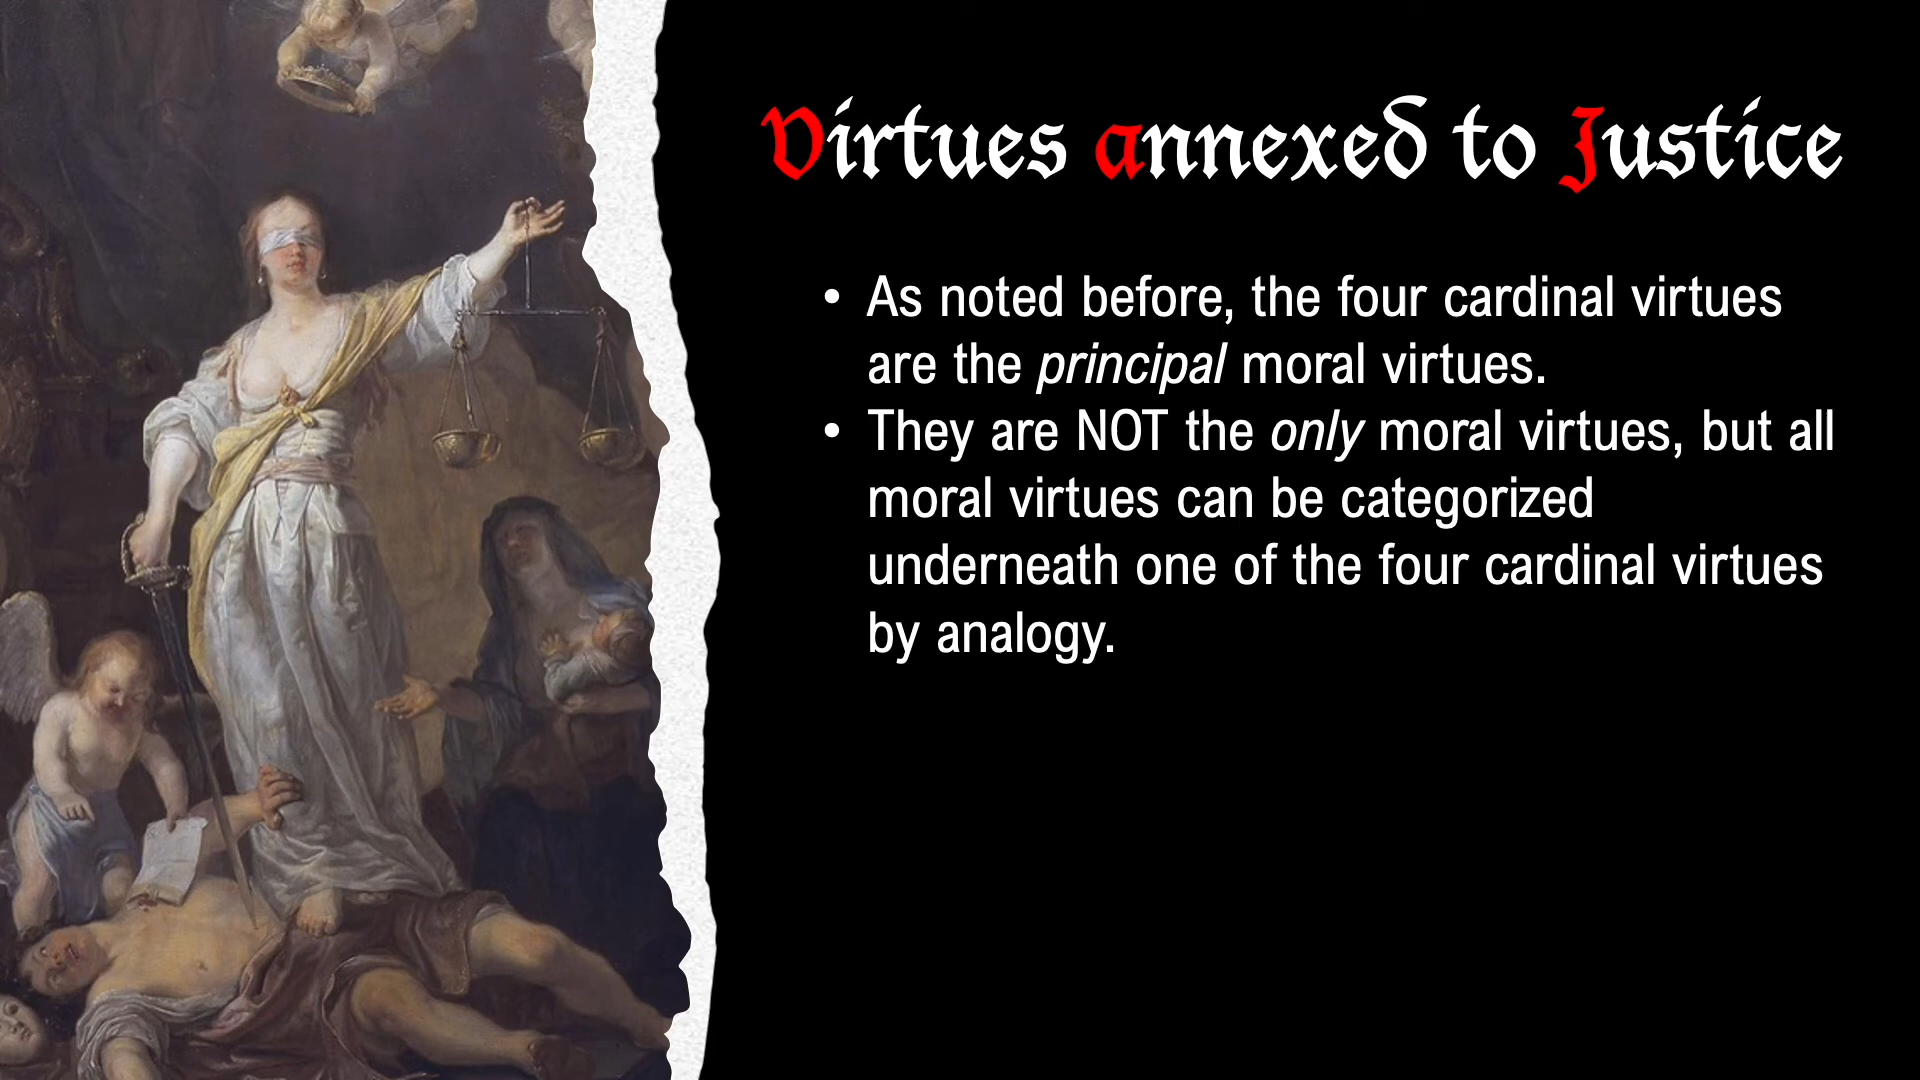 Virtues annexed to Justice
• As noted before, the four cardinal virtues
are the principal moral virtues.
• They are NOT the only moral virtues, but all
moral virtues can be categorized
underneath one of the four cardinal virtues
by analogy.